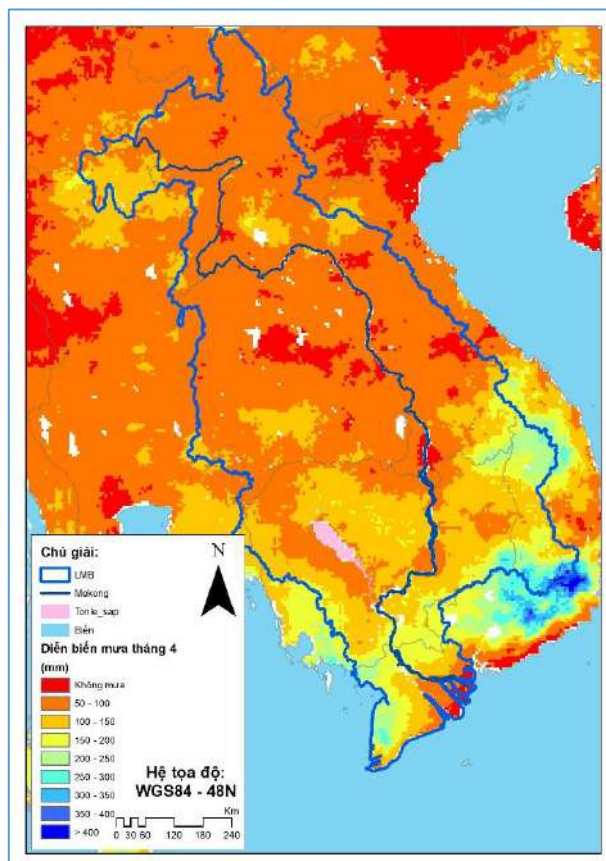 Chú giải:
N
LMB
Mekong
Tonle_sap
Biển
Diễn biến mưa tháng 4
(mm)
Không mưa
50 - 100
100 - 150
150 - 200
200 - 250
250 - 300
300 - 350
350 - 400
> 400
Hệ tọa độ:
WGS84 - 48N
Km
0 30 60 120 180 240